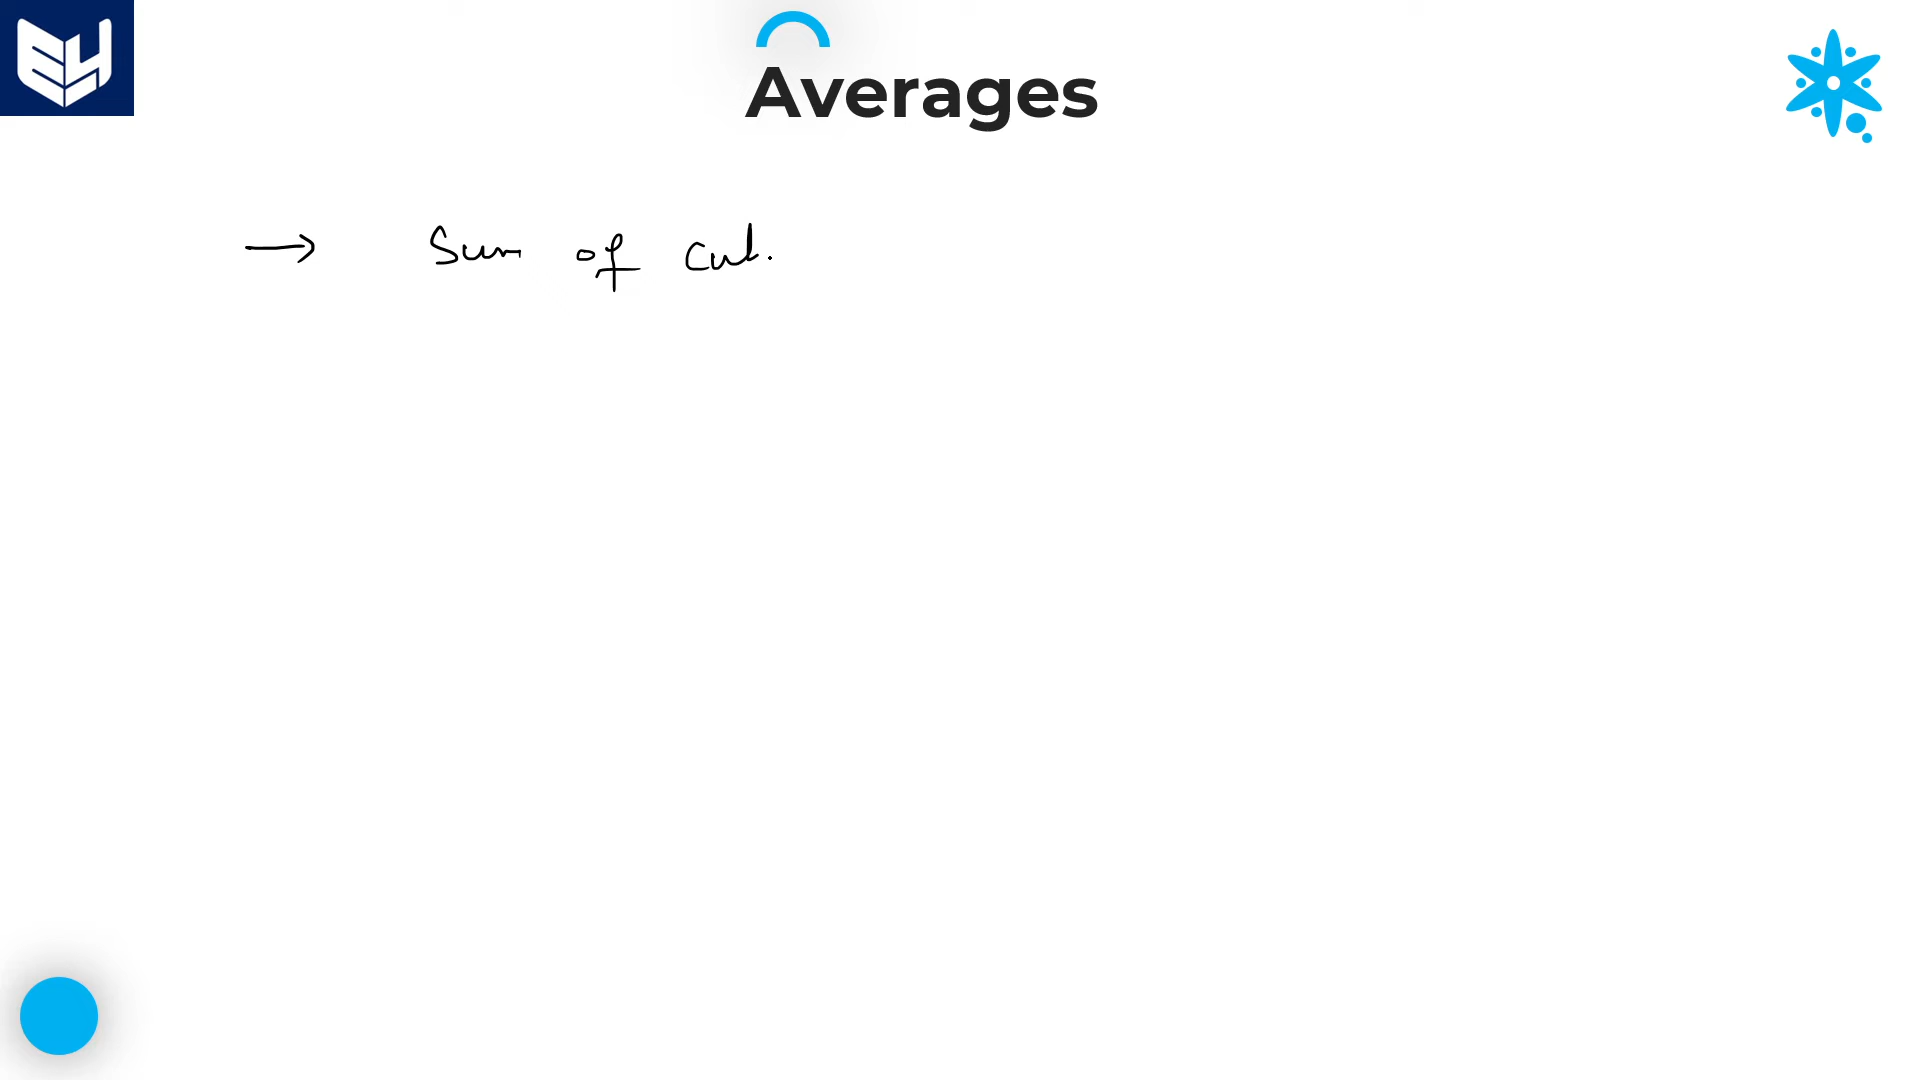 Averages
→ Sum of